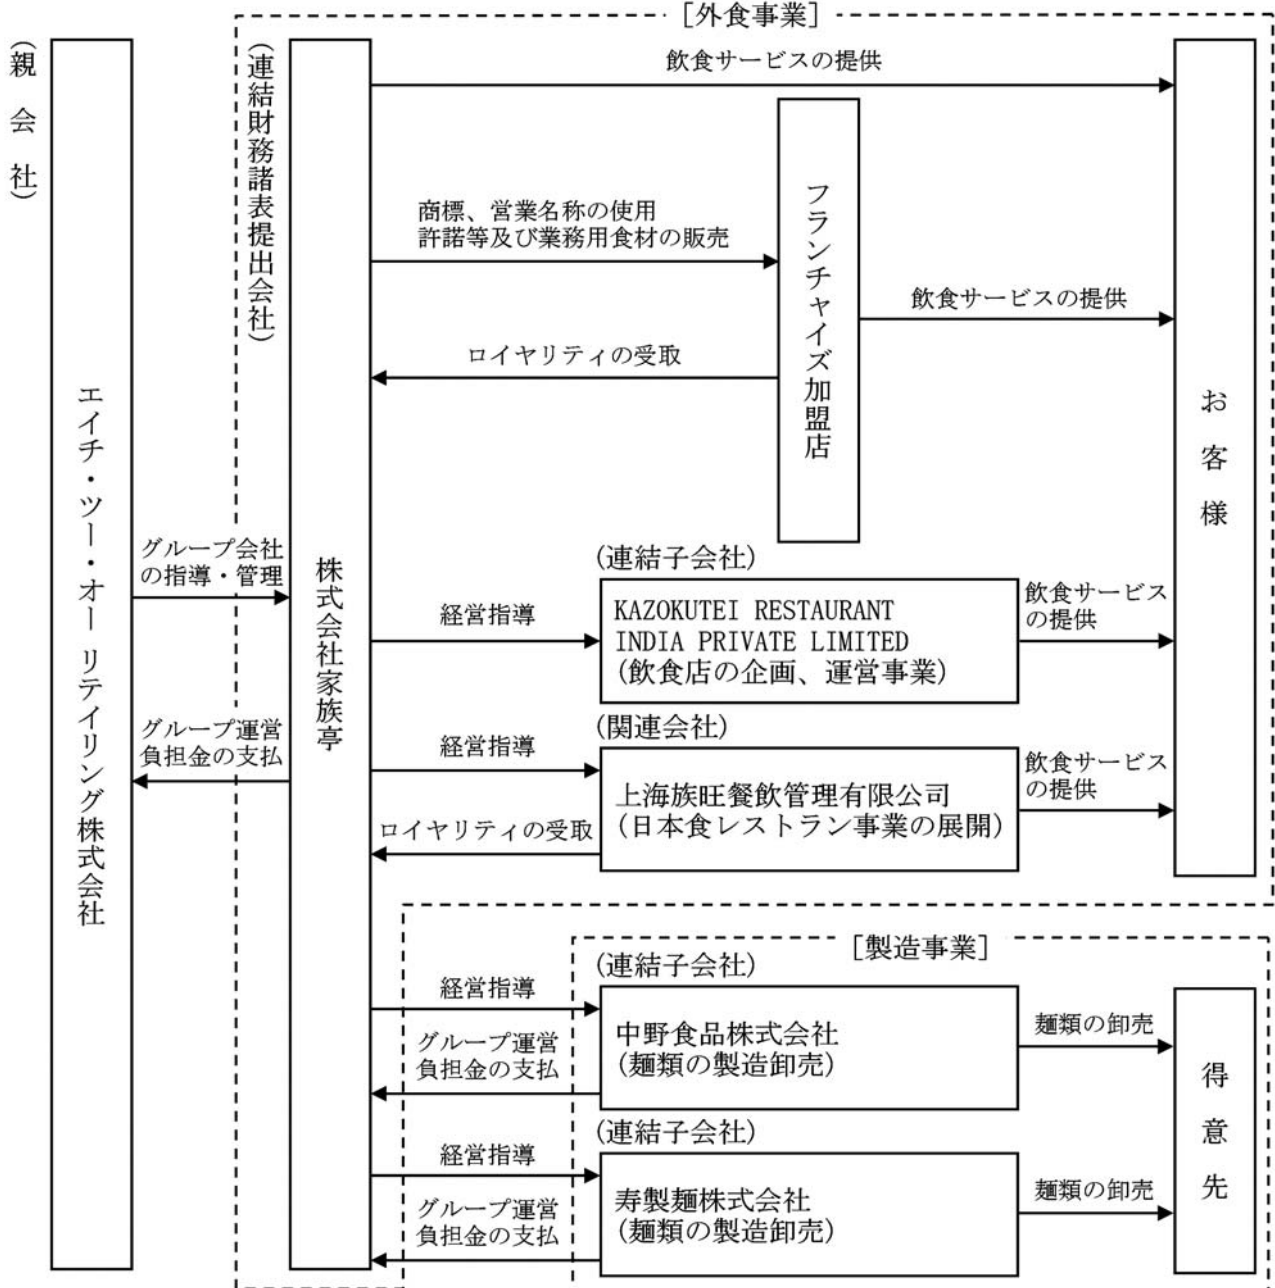 [外食事業]
(親会社)
エイチ・ツー・オー リテイリング株式会社
グループ会社
の指導・管理
グループ運営
負担金の支払
(連結財務諸表提出会社)
株式会社家族亭
飲食サービスの提供
商標、営業名称の使用
許諾等及び業務用食材の販売
ロイヤリティの受取
フランチャイズ加盟店
飲食サービスの提供
お客様
(連結子会社)
経営指導
KAZOKUTEI RESTAURANT
INDIA PRIVATE LIMITED
(飲食店の企画、運営事業)
飲食サービス
の提供
(関連会社)
経営指導
ロイヤリティの受取
上海族旺餐飲管理有限公司
(日本食レストラン事業の展開)
飲食サービス
の提供
[製造事業]
(連結子会社)
経営指導
グループ運営
負担金の支払
中野食品株式会社
(麺類の製造卸売)
麺類の卸売
得意先
(連結子会社)
経営指導
グループ運営
負担金の支払
寿製麺株式会社
(麺類の製造卸売)
麺類の卸売